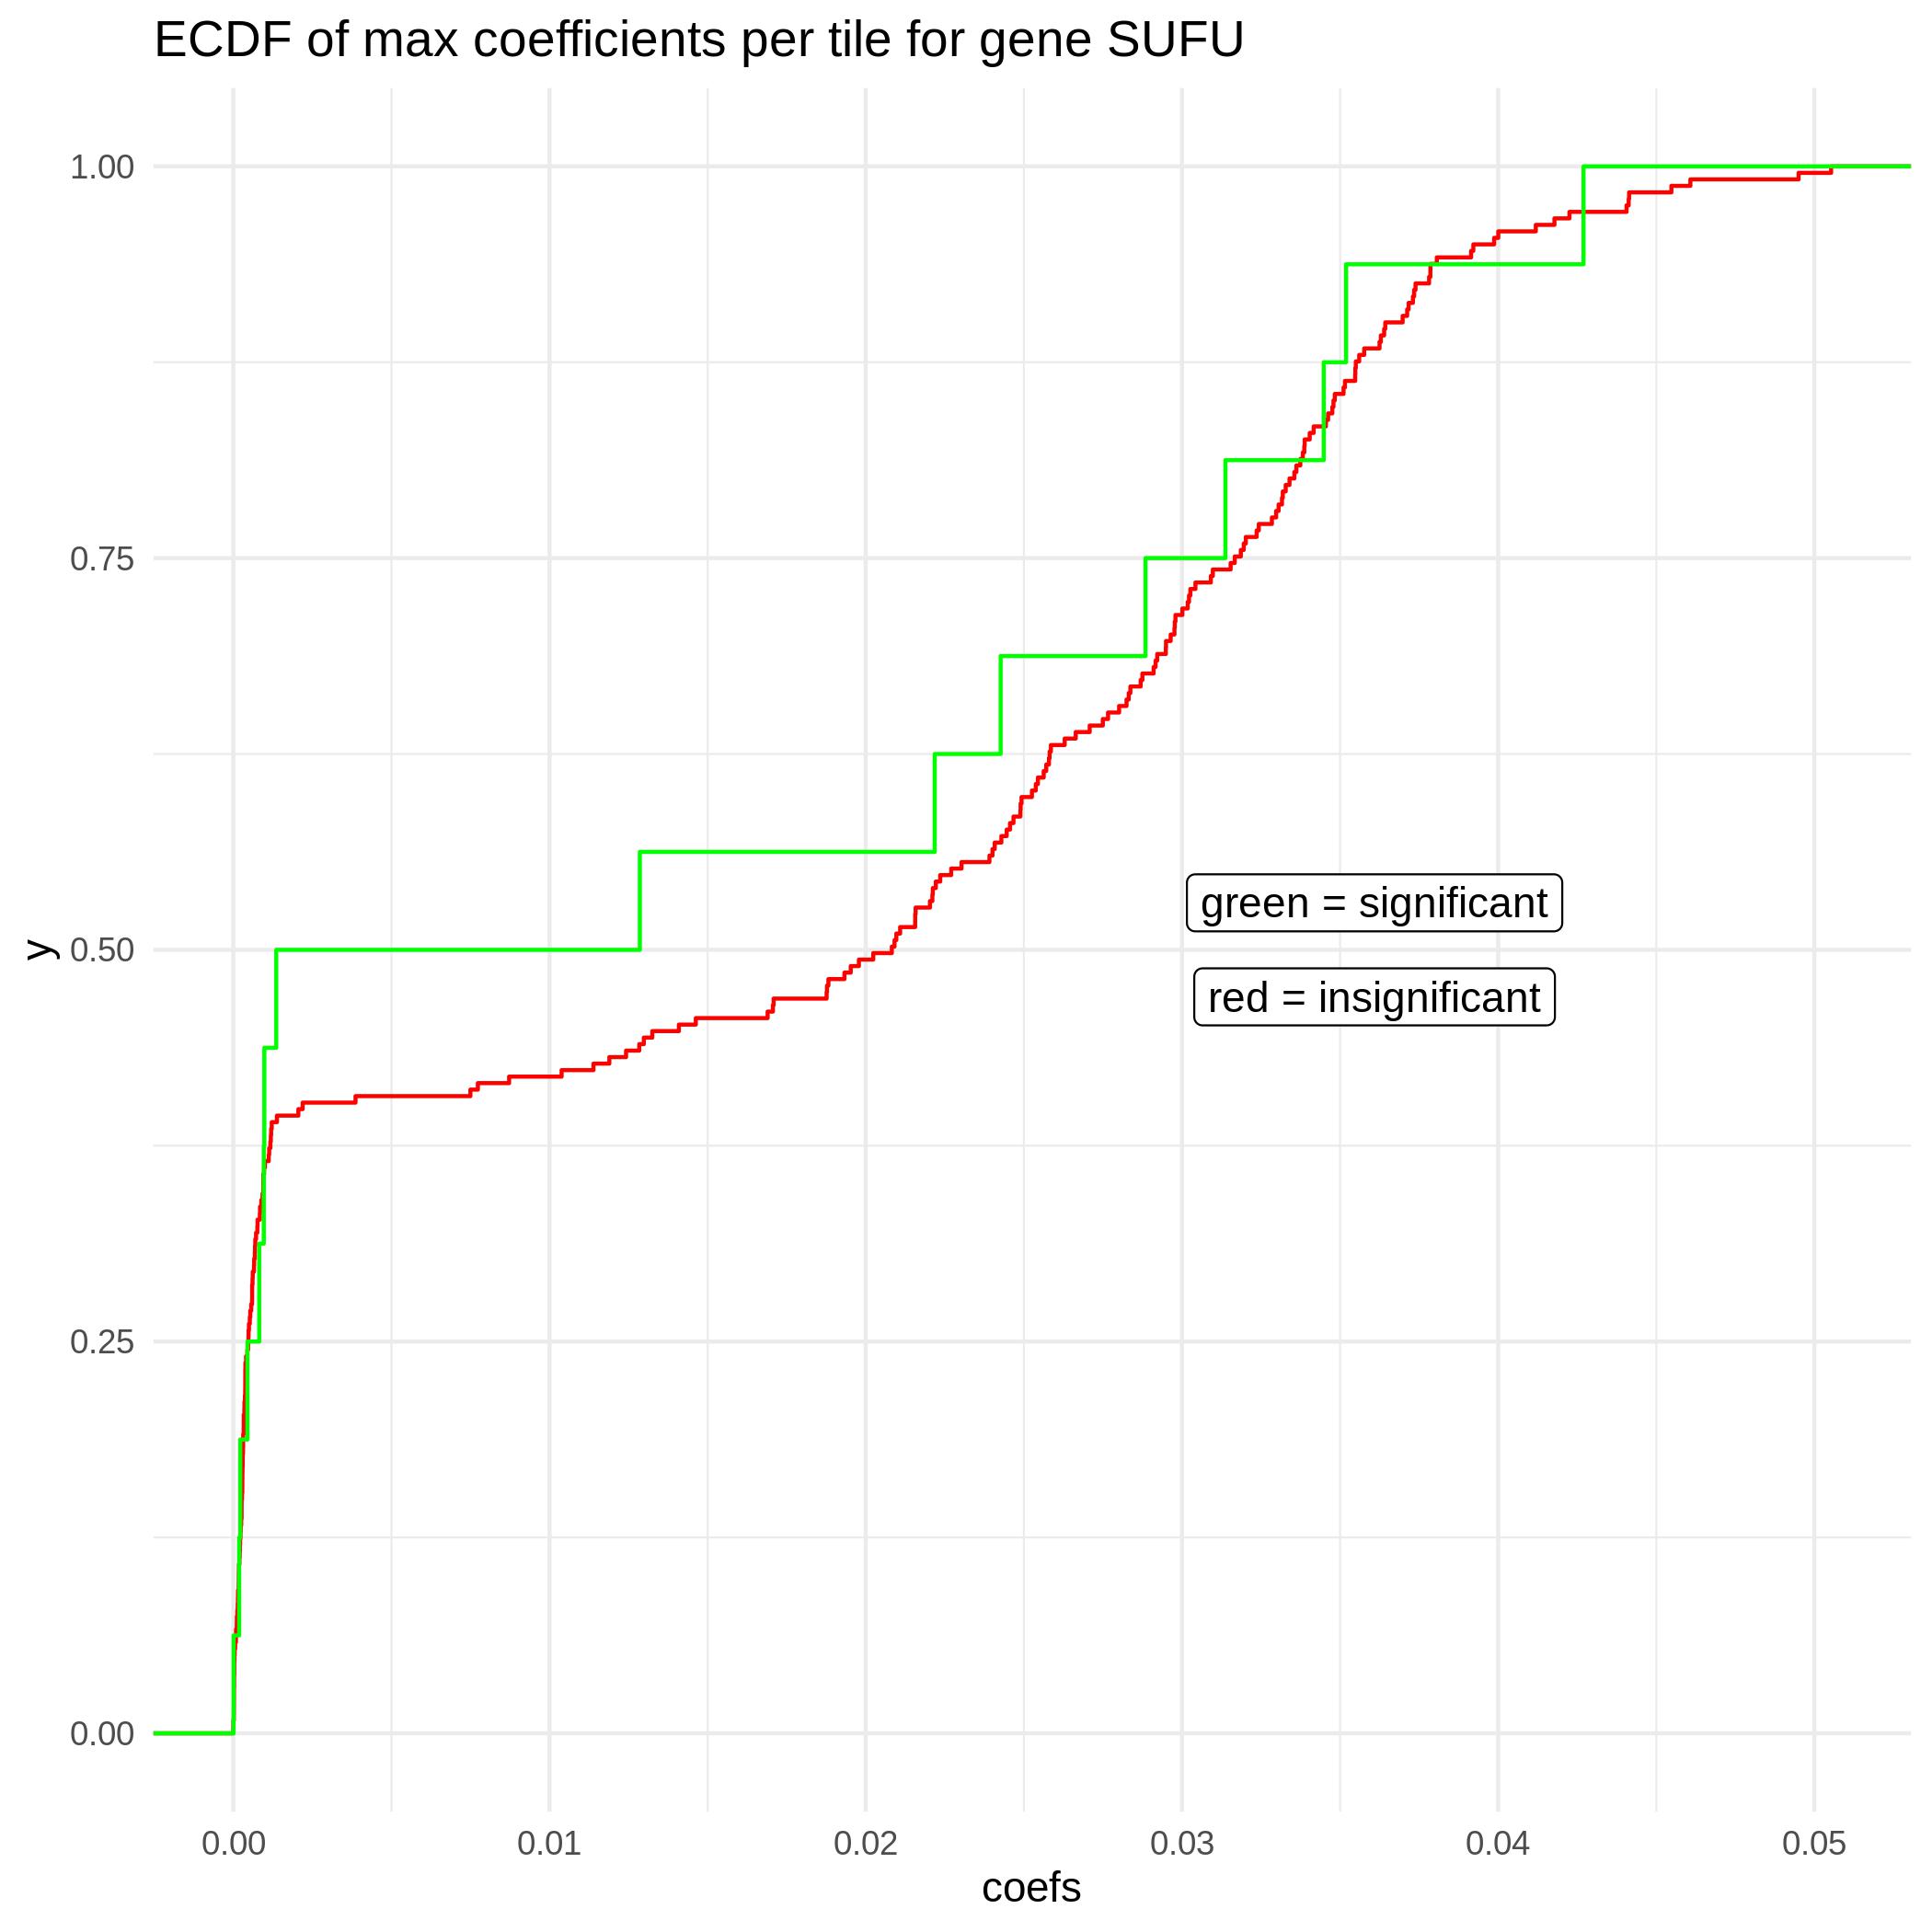 ECDF of max coefficients per tile for gene SUFU
1.00
0.75
0.50
0.25
0.00
y
green = significant
red = insignificant
0.00 0.01 0.02 0.03 0.04 0.05
coefs